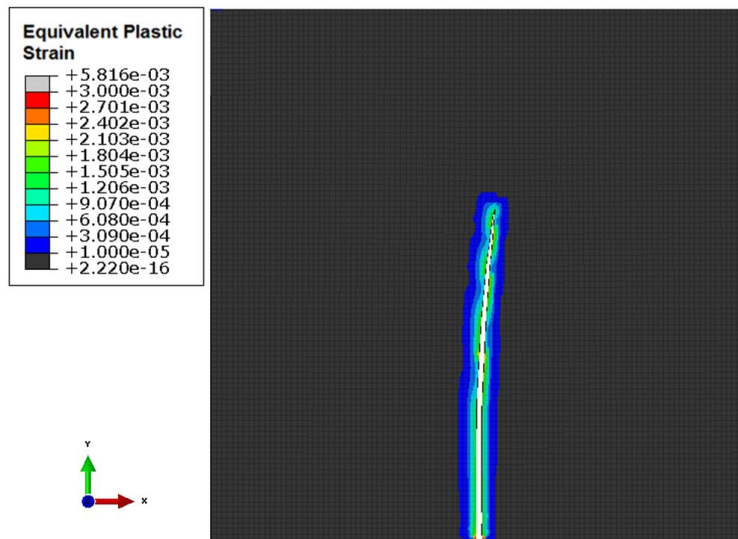 Equivalent Plastic
Strain
+5.816e-03
+3.000e-03
+2.701e-03
+2.402e-03
+2.103e-03
+1.804e-03
+1.505e-03
+1.206e-03
+9.070e-04
+6.080e-04
+3.090e-04
+1.000e-05
+2.220e-16
Y
X